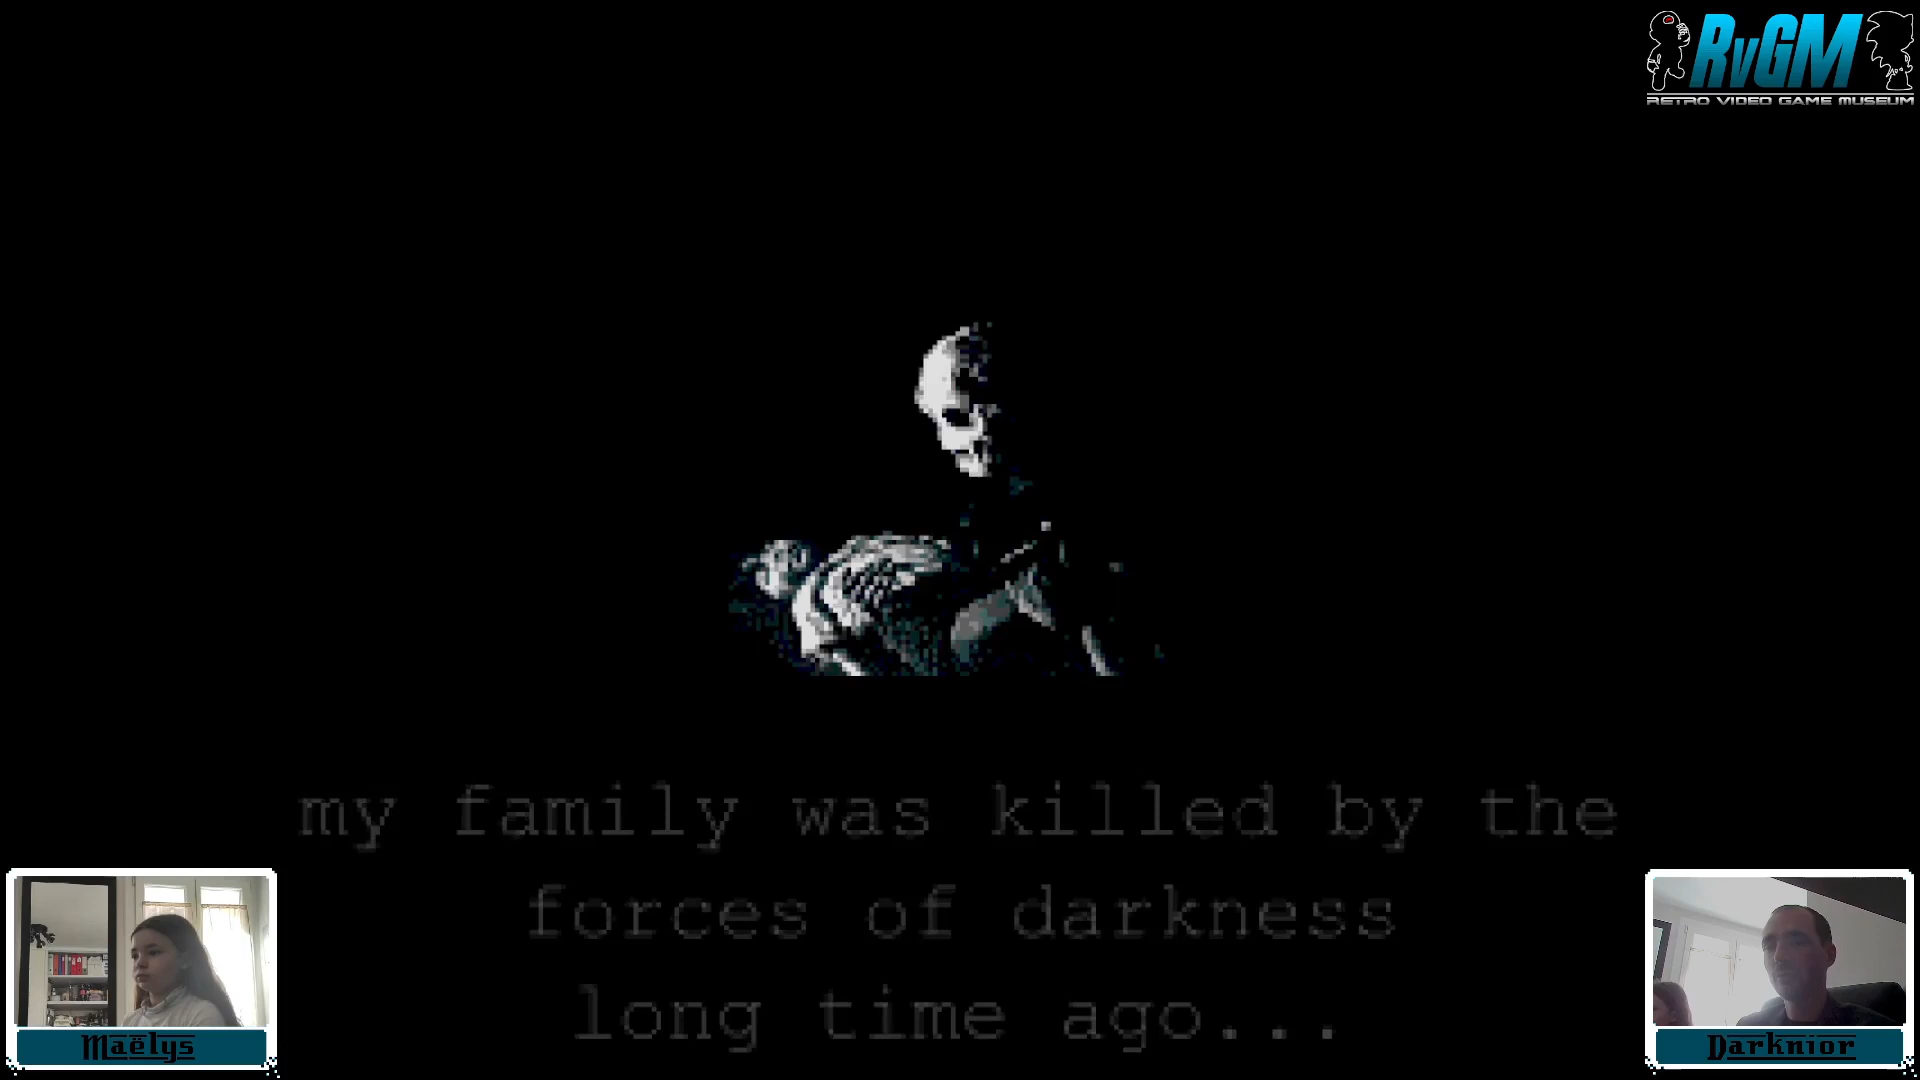 RvGM
RETRO VIDEO GAME MUSEUM
my family was killed by the
forces of darkness
long time ago...
Maëlys
Darknior